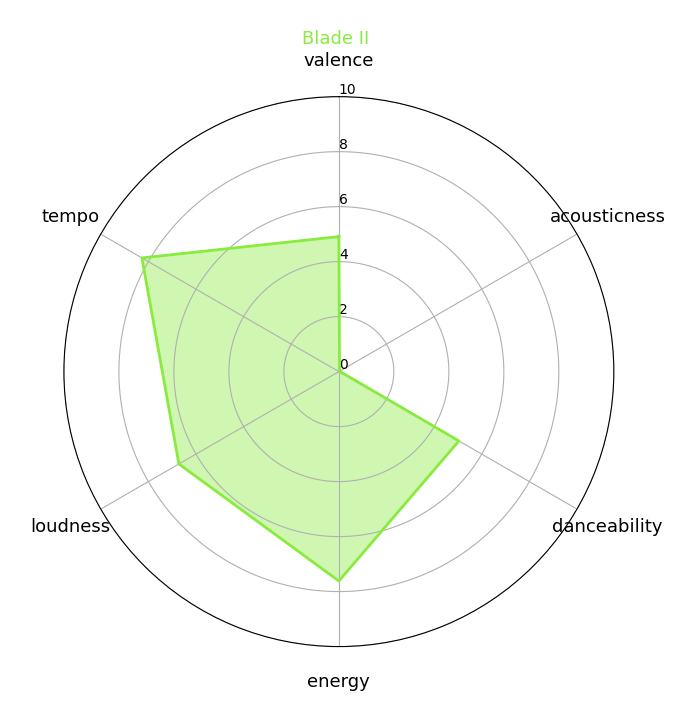 Blade II
valence
10
8
6
4
2
0
tempo
acousticness
loudness
danceability
energy